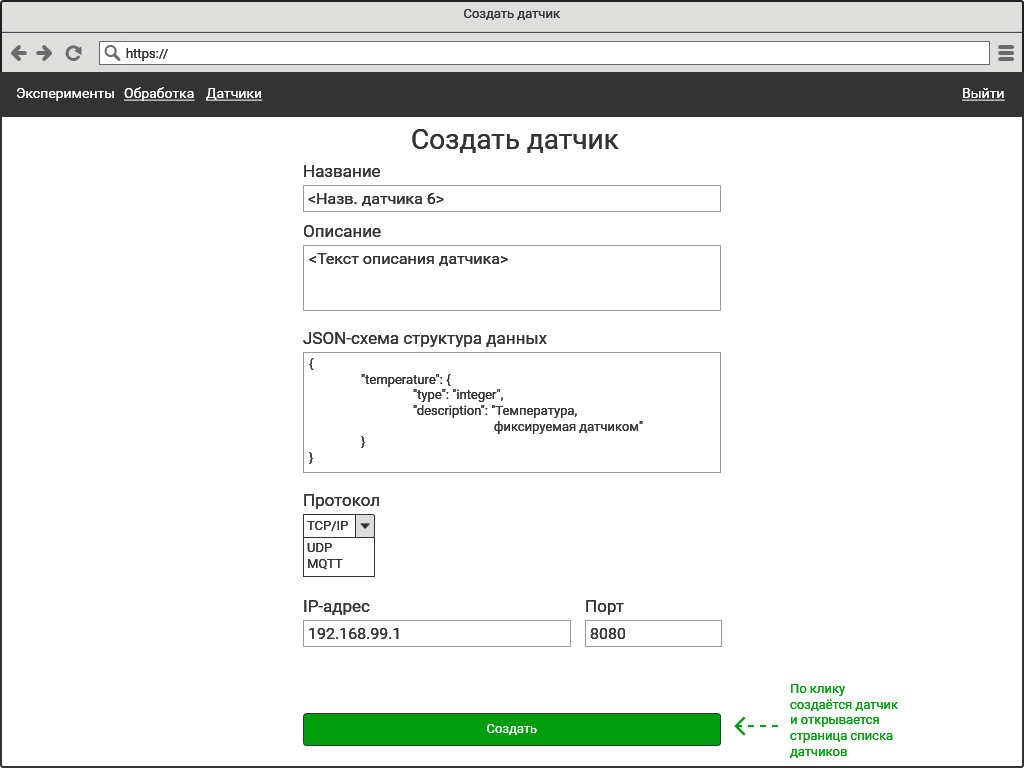 Создать датчик
https://
Эксперименты Обработка Датчики Выйти
Создать датчик
Название
<Назв. датчика 6>
Описание
<Текст описания датчика>
JSON-схема структура данных
{
"temperature": {
"type": "integer",
"description": "Температура,
фиксируемая датчиком"
}
}
Протокол
TCP/IP
UDP
MQTT
IP-адрес Порт
192.168.99.1 8080
Создать
По клику
создаётся датчик
и открывается
страница списка
датчиков